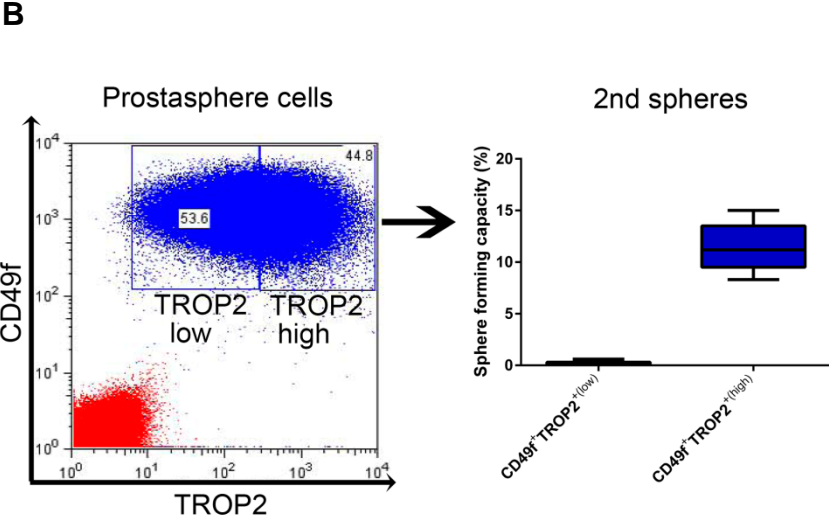 B
Prostasphere cells
CD49f
10^4
10^3
10^2
10^1
10^0
44.8
53.6
TROP2 low
TROP2 high
10^0 10^1 10^2 10^3 10^4
TROP2
2nd spheres
Sphere forming capacity (%)
20
15
10
5
0
CD49f^+TROP2^+(low)
CD49f^+TROP2^+(high)